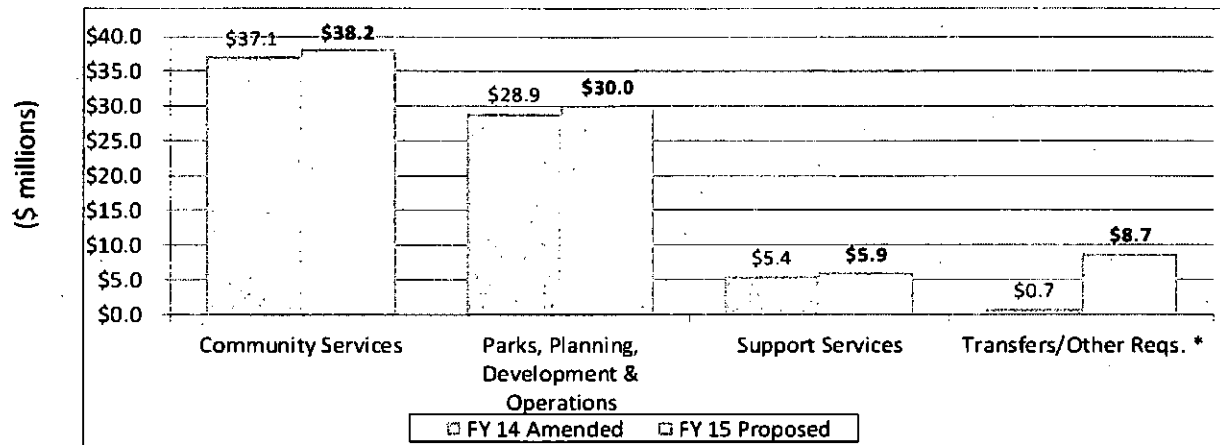 ($ millions)
$40.0
$35.0
$30.0
$25.0
$20.0
$15.0
$10.0
$5.0
$0.0
$37.1 $38.2
$28.9 $30.0
$5.4 $5.9
$0.7 $8.7
Community Services
Parks, Planning,
Development &
Operations
Support Services
Transfers/Other Reqs. *
FY 14 Amended FY 15 Proposed